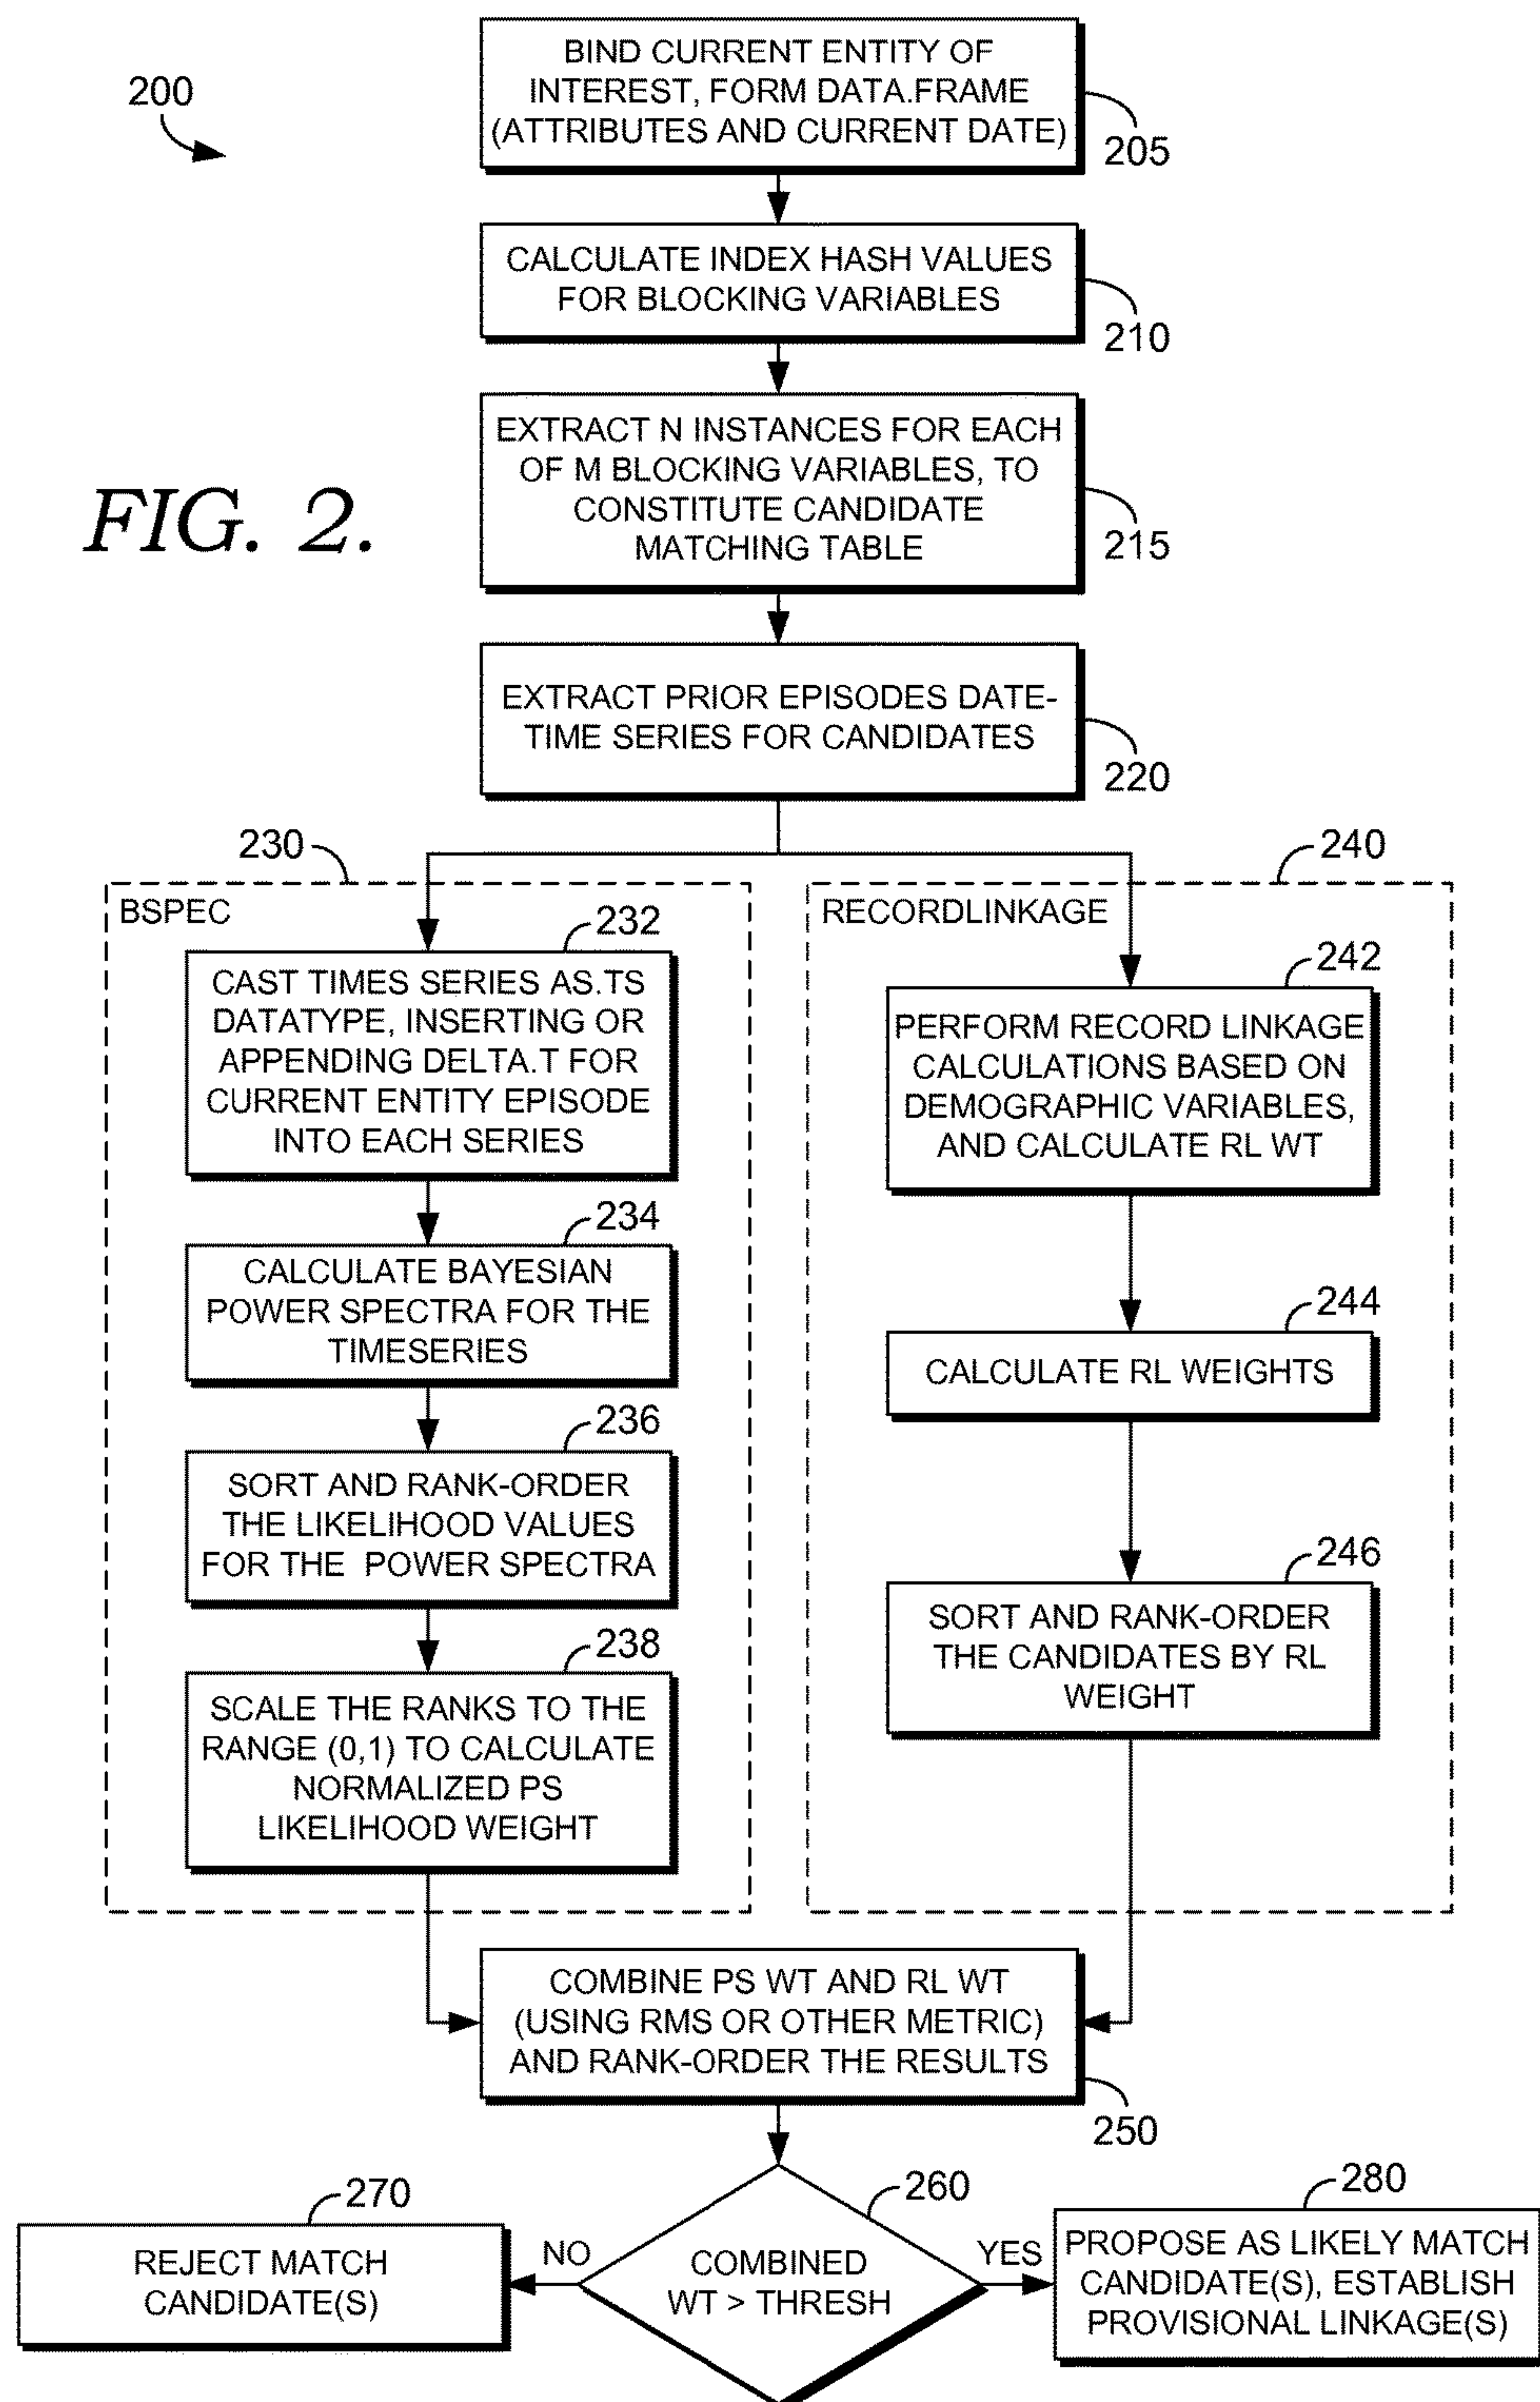 200
BIND CURRENT ENTITY OF
INTEREST, FORM DATA.FRAME
(ATTRIBUTES AND CURRENT DATE)
205
CALCULATE INDEX HASH VALUES
FOR BLOCKING VARIABLES
210
FIG. 2.
EXTRACT N INSTANCES FOR EACH
OF M BLOCKING VARIABLES, TO
CONSTITUTE CANDIDATE
MATCHING TABLE
215
EXTRACT PRIOR EPISODES DATE-
TIME SERIES FOR CANDIDATES
220
230
BSPEC
232
CAST TIMES SERIES AS.TS
DATATYPE, INSERTING OR
APPENDING DELTA.T FOR
CURRENT ENTITY EPISODE
INTO EACH SERIES
234
CALCULATE BAYESIAN
POWER SPECTRA FOR THE
TIMESERIES
236
SORT AND RANK-ORDER
THE LIKELIHOOD VALUES
FOR THE POWER SPECTRA
238
SCALE THE RANKS TO THE
RANGE (0,1) TO CALCULATE
NORMALIZED PS
LIKELIHOOD WEIGHT
240
RECORDLINKAGE
242
PERFORM RECORD LINKAGE
CALCULATIONS BASED ON
DEMOGRAPHIC VARIABLES,
AND CALCULATE RL WT
244
CALCULATE RL WEIGHTS
246
SORT AND RANK-ORDER
THE CANDIDATES BY RL
WEIGHT
COMBINE PS WT AND RL WT
(USING RMS OR OTHER METRIC)
AND RANK-ORDER THE RESULTS
250
260
COMBINED
WT > THRESH
NO
270
REJECT MATCH
CANDIDATE(S)
YES
280
PROPOSE AS LIKELY MATCH
CANDIDATE(S), ESTABLISH
PROVISIONAL LINKAGE(S)